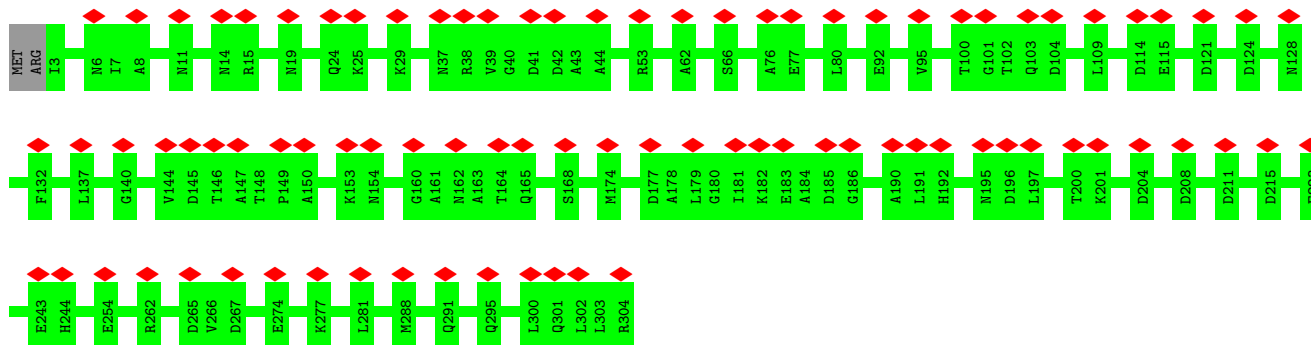 MET ARG I3 N6 I7 A8 N11 N14 R15 N19 Q24 K25 K29 N37 R38 V39 G40 D41 D42 A43 A44 R53 A62 S66 A76 E77 L80 E92 V95 T100 G101 T102 Q103 D104 L109 D114 E115 D121 D124 N128
F132 L137 G140 V144 D145 T146 A147 T148 P149 A150 K153 N154 G160 A161 N162 A163 T164 Q165 S168 M174 D177 A178 L179 G180 I181 K182 E183 A184 D185 G186 A190 L191 H192 N195 D196 L197 T200 K201 D204 D208 D211 D215
E243 H244 E254 R262 D265 V266 D267 E274 K277 L281 M288 Q291 Q295 L300 Q301 L302 L303 R304